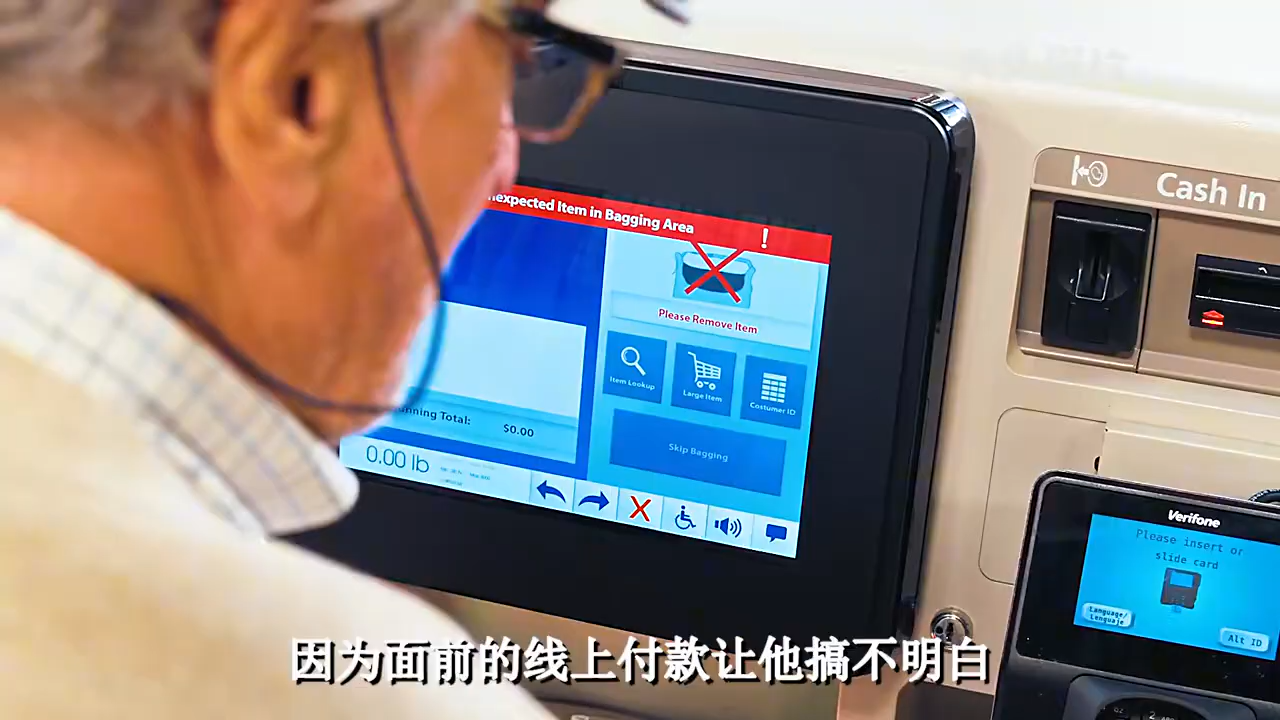 nexpected Item in Bagging Area !
Please Remove Item
Item Lookup
Large Item
Costumer ID
Skip Bagging
unning Total: $0.00
0.00 lb
Cash In
Verifone
Please insert or
slide card
Language/
Lenguaje
Alt ID
因为面前的线上付款让他搞不明白